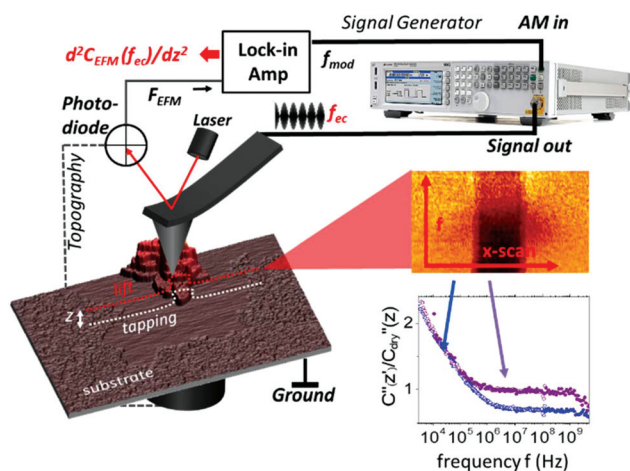 Signal Generator
AM in
d²C_EFM(f_ec)/dz²
Lock-in
Amp
f_mod
F_EFM
Photo-
diode
Laser
f_ec
Signal out
Topography
f
x-scan
lift
z
tapping
substrate
Ground
C''(z')/C_dry''(z)
2
1
10⁴ 10⁵ 10⁶ 10⁷ 10⁸ 10⁹
frequency f (Hz)